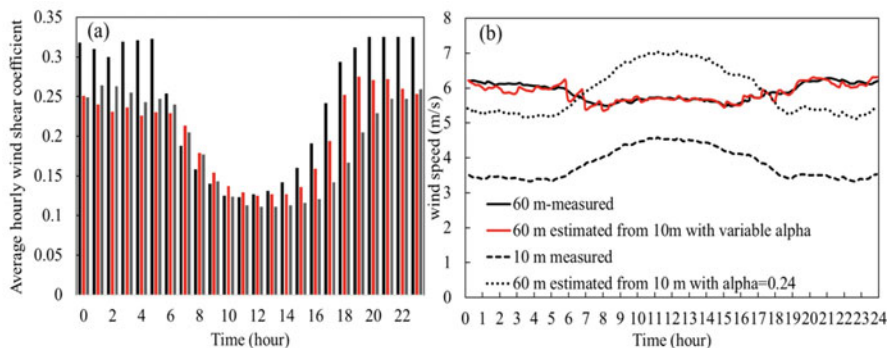 (a)
Average hourly wind shear coefficient
0.35
0.3
0.25
0.2
0.15
0.1
0.05
0
0 2 4 6 8 10 12 14 16 18 20 22
Time (hour)
(b)
wind speed (m/s)
8
7
6
5
4
3
2
1
0
60 m-measured
60 m estimated from 10m with variable alpha
10 m measured
60 m estimated from 10 m with alpha=0.24
0 1 2 3 4 5 6 7 8 9 10 11 12 13 14 15 16 17 18 19 20 21 22 23 24
Time (hour)